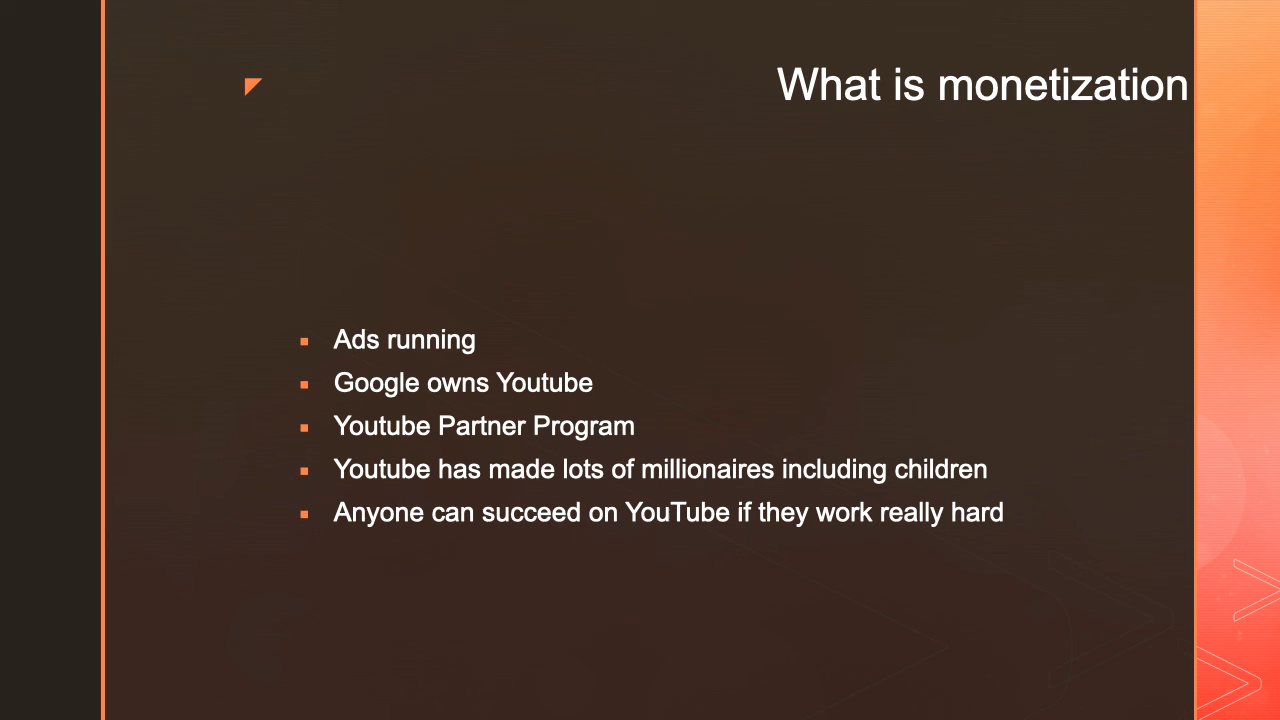 What is monetization
Ads running
Google owns Youtube
Youtube Partner Program
Youtube has made lots of millionaires including children
Anyone can succeed on YouTube if they work really hard